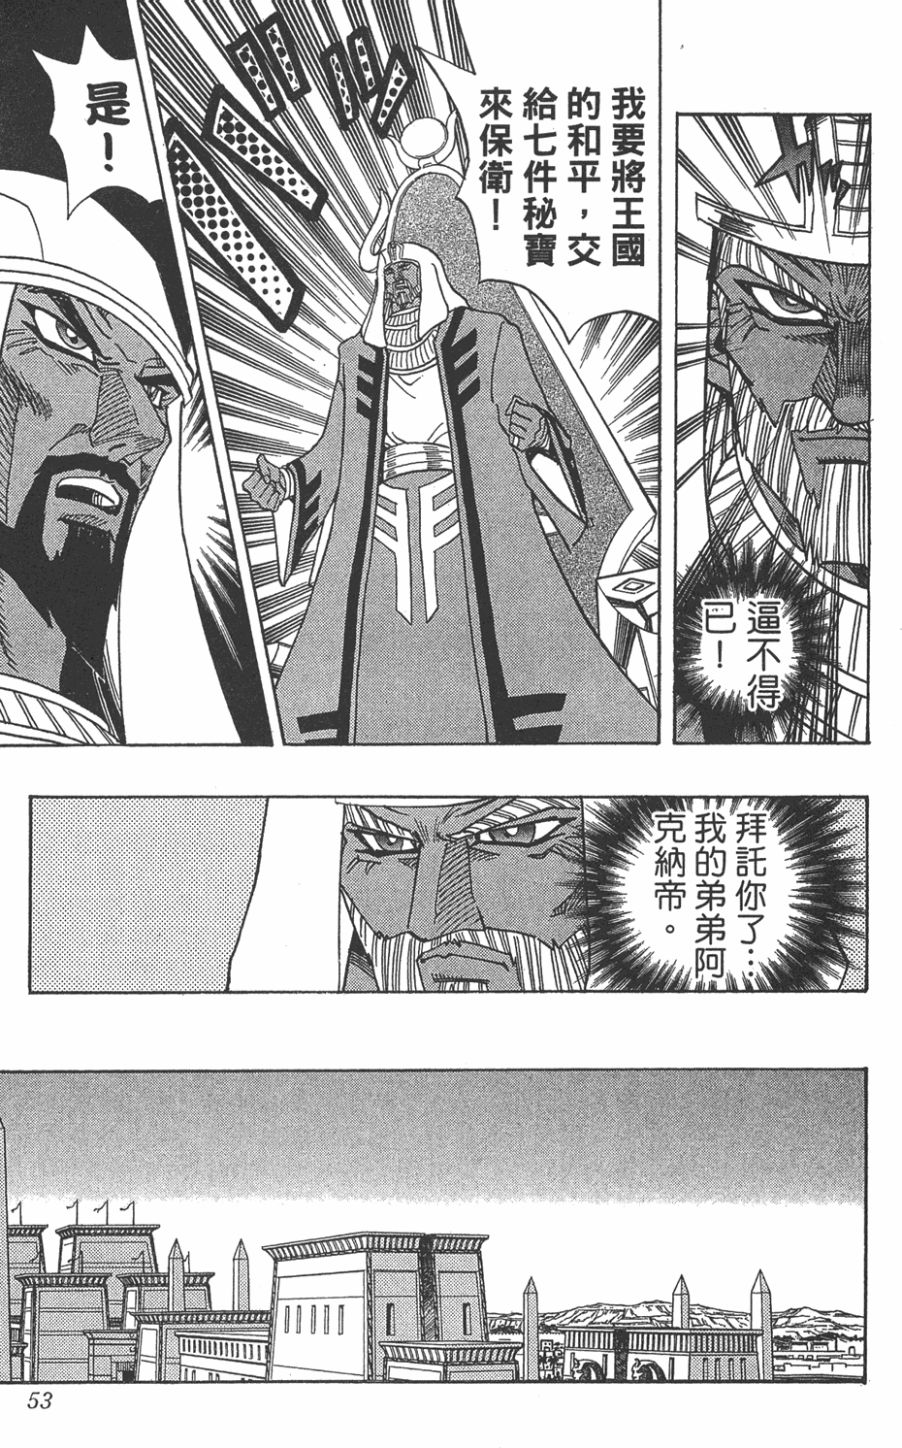 逼不得
已！
我要將王國
的和平，交
給七件秘寶
來保衛！
是！
拜託你了…
我的弟弟阿
克納帝。
53